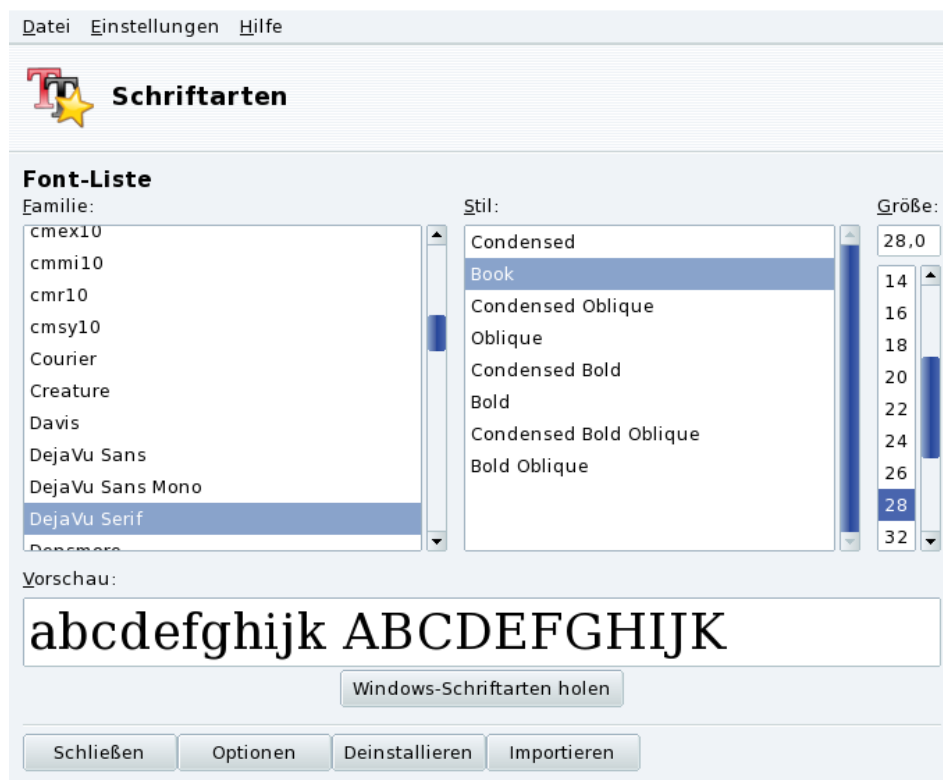 Datei Einstellungen Hilfe
Schriftarten
Font-Liste
Familie:
cmex10
cmmi10
cmr10
cmsy10
Courier
Creature
Davis
DejaVu Sans
DejaVu Sans Mono
DejaVu Serif
Densmore
Stil:
Condensed
Book
Condensed Oblique
Oblique
Condensed Bold
Bold
Condensed Bold Oblique
Bold Oblique
Größe:
28,0
14
16
18
20
22
24
26
28
32
Vorschau:
abcdefghijk ABCDEFGHIJK
Windows-Schriftarten holen
Schließen Optionen Deinstallieren Importieren